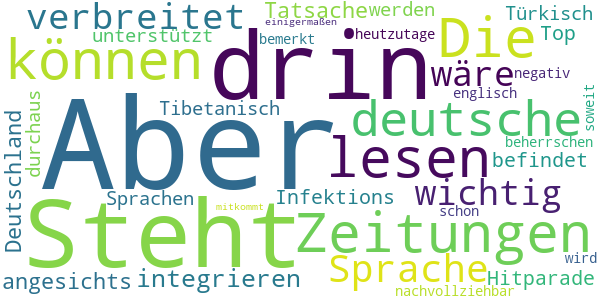 verbreitet
Tatsache
einigermaßen
werden
Türkisch
unterstützt
bemerkt
heutzutage
Die
Top
können
drin
wäre
negativ
Aber
Tibetanisch
englisch
soweit
durchaus
deutsche
Deutschland
lesen
beherrschen
befindet
Sprachen
Infektions
wichtig
mitkommt
schon
Steht
Zeitungen
Sprache
wird
angesichts
integrieren
Hitparade
nachvollziehbar